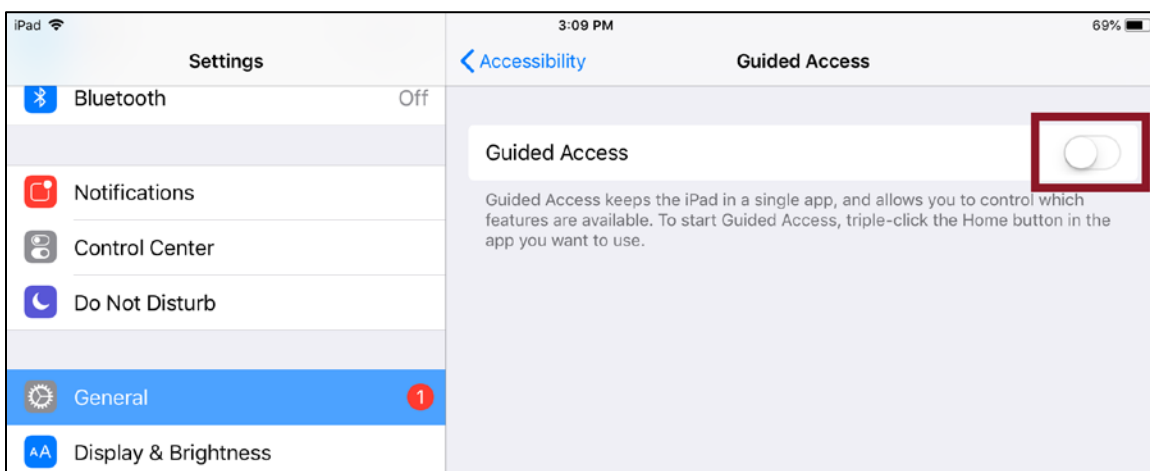 iPad 3:09 PM 69%
Settings
Accessibility Guided Access
Bluetooth Off
Guided Access
Guided Access keeps the iPad in a single app, and allows you to control which
features are available. To start Guided Access, triple-click the Home button in the
app you want to use.
Notifications
Control Center
Do Not Disturb
General 1
AA Display & Brightness